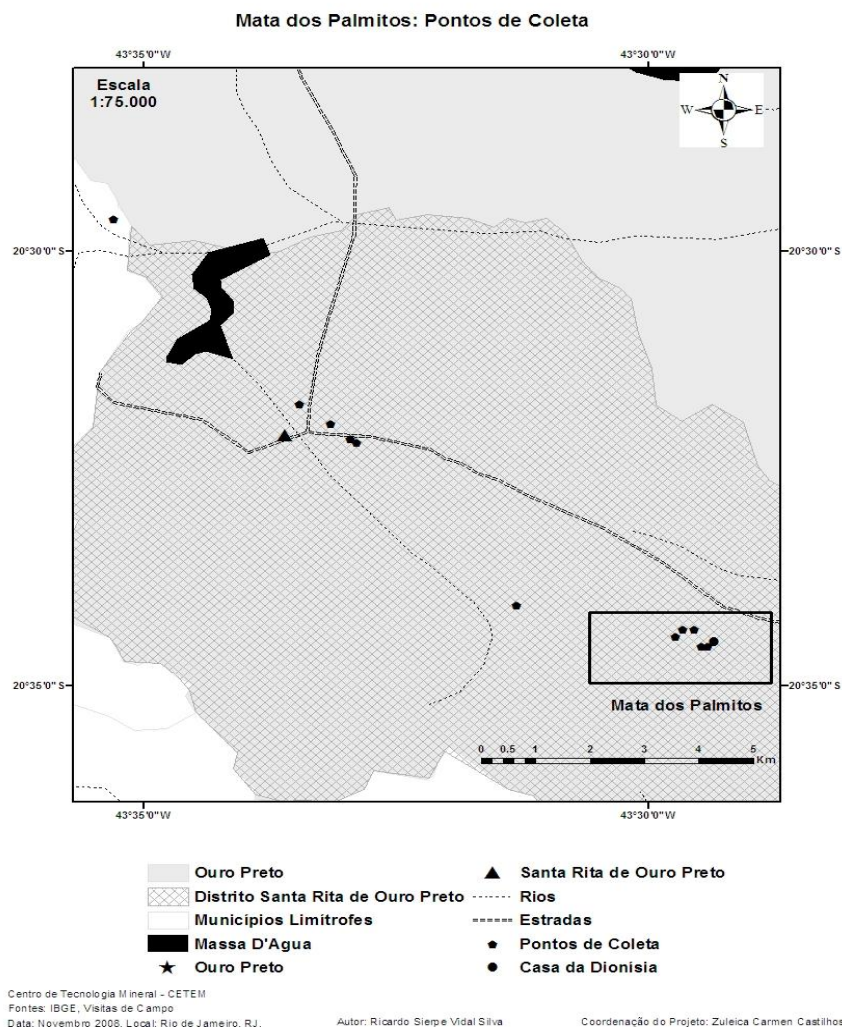 Mata dos Palmitos: Pontos de Coleta
43°35'0"W 43°30'0"W
Escala
1:75.000
N
W E
S
20°30'0"S 20°30'0"S
20°35'0"S 20°35'0"S
Mata dos Palmitos
0 0.5 1 2 3 4 5
Km
43°35'0"W 43°30'0"W
Ouro Preto Santa Rita de Ouro Preto
Distrito Santa Rita de Ouro Preto Rios
Municípios Limítrofes Estradas
Massa D'Agua Pontos de Coleta
Ouro Preto Casa da Dionísia
Centro de Tecnologia Mineral - CETEM
Fontes: IBGE, Visitas de Campo
Data: Novembro 2008. Local: Rio de Janeiro, RJ. Autor: Ricardo Sierpe Vidal Silva Coordenação do Projeto: Zuleica Carmen Castilhos